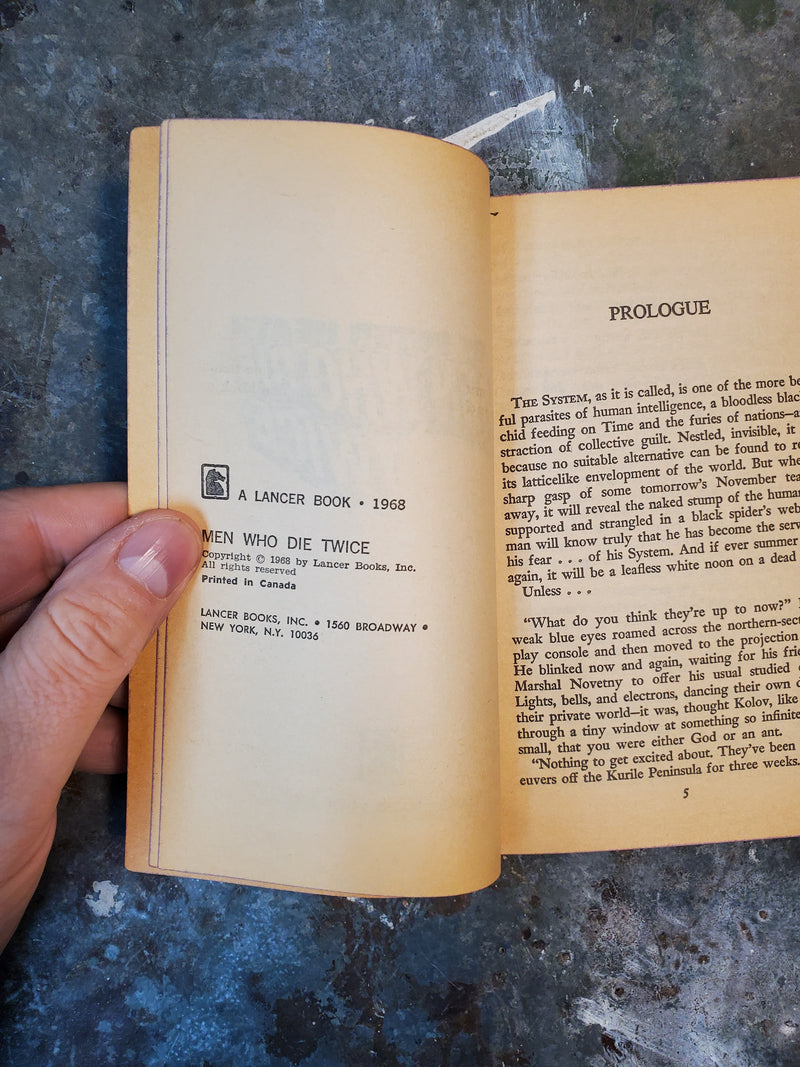 A LANCER BOOK • 1968
MEN WHO DIE TWICE
Copyright © 1968 by Lancer Books, Inc.
All rights reserved
Printed in Canada
LANCER BOOKS, INC. • 1560 BROADWAY •
NEW YORK, N.Y. 10036
PROLOGUE
THE SYSTEM, as it is called, is one of the more be
ful parasites of human intelligence, a bloodless blac
chid feeding on Time and the furies of nations—a
straction of collective guilt. Nestled, invisible, it
because no suitable alternative can be found to re
its latticelike envelopment of the world. But whe
sharp gasp of some tomorrow's November tea
away, it will reveal the naked stump of the human
supported and strangled in a black spider's web
man will know truly that he has become the serv
his fear . . . of his System. And if ever summer
again, it will be a leafless white noon on a dead
Unless . . .
"What do you think they're up to now?"
weak blue eyes roamed across the northern-sect
play console and then moved to the projection
He blinked now and again, waiting for his frie
Marshal Novetny to offer his usual studied
Lights, bells, and electrons, dancing their own
their private world—it was, thought Kolov, like
through a tiny window at something so infinite
small, that you were either God or an ant.
"Nothing to get excited about. They've been
euvers off the Kurile Peninsula for three weeks.
5